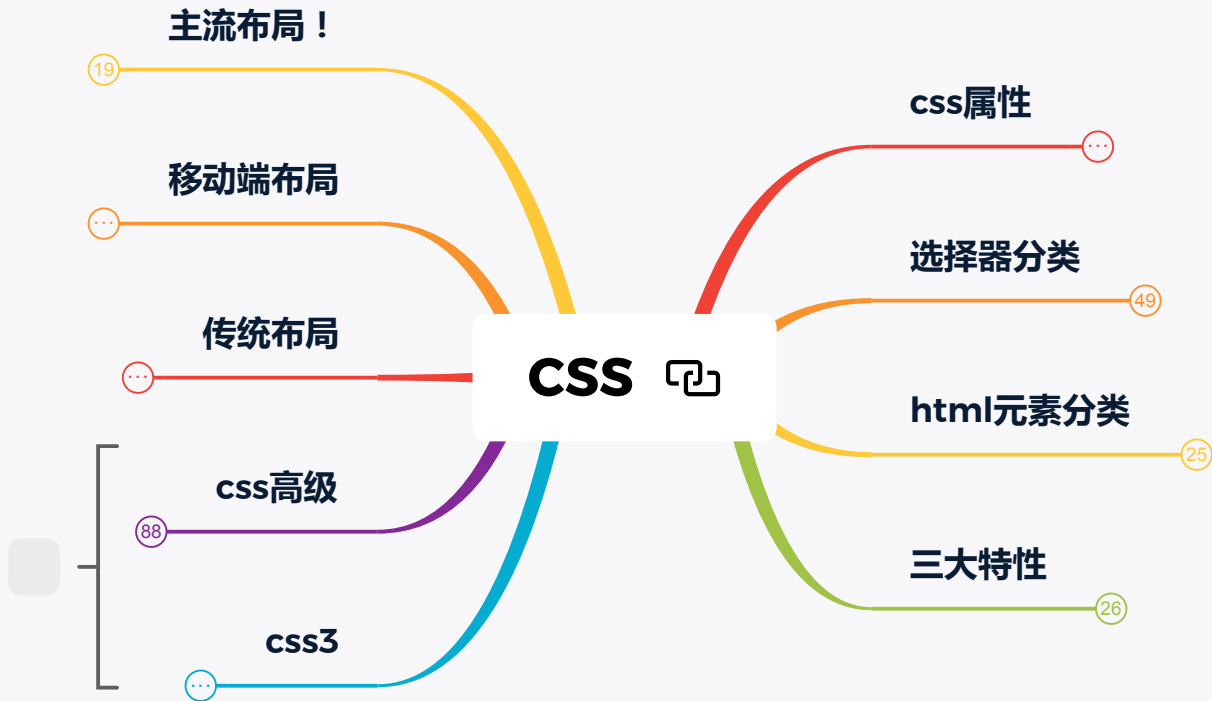 主流布局！
19
移动端布局
...
传统布局
...
css高级
88
css3
...
CSS
css属性
...
选择器分类
49
html元素分类
25
三大特性
26